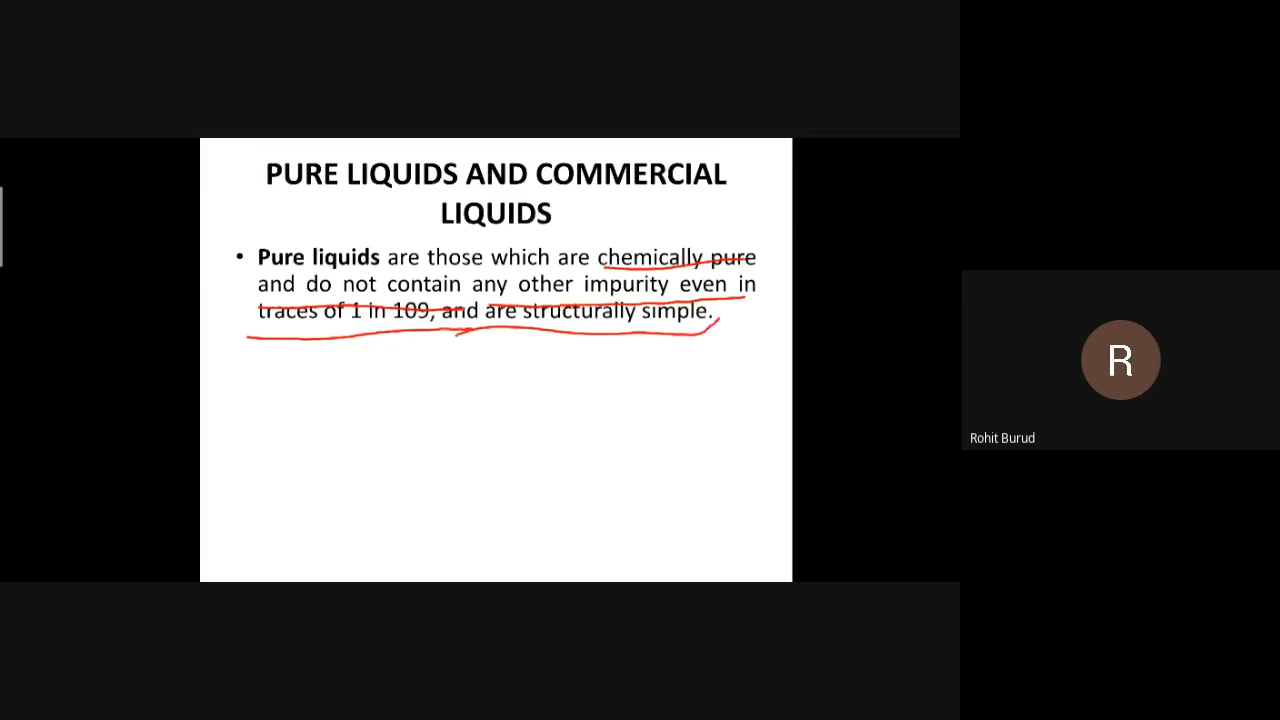 PURE LIQUIDS AND COMMERCIAL
LIQUIDS
• Pure liquids are those which are chemically pure
and do not contain any other impurity even in
traces of 1 in 109, and are structurally simple.
R
Rohit Burud